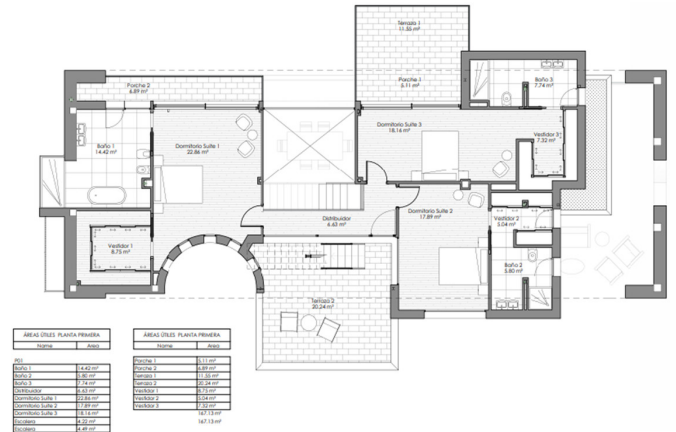 Terraza 1
11.55 m²
Porche 2
6.89 m²
Porche 1
5.11 m²
Baño 3
7.74 m²
Baño 1
14.42 m²
Dormitorio Suite 1
22.86 m²
Dormitorio Suite 3
18.16 m²
Vestidor 3
7.32 m²
Distribuidor
6.63 m²
Dormitorio Suite 2
17.89 m²
Vestidor 2
5.04 m²
Vestidor 1
8.75 m²
Baño 2
5.80 m²
Terraza 2
20.24 m²
ÁREAS ÚTILES PLANTA PRIMERA
Name Area
P01
Baño 1 14.42 m²
Baño 2 5.80 m²
Baño 3 7.74 m²
Distribuidor 6.63 m²
Dormitorio Suite 1 22.86 m²
Dormitorio Suite 2 17.89 m²
Dormitorio Suite 3 18.16 m²
Escalera 4.22 m²
Escalera 4.49 m²
ÁREAS ÚTILES PLANTA PRIMERA
Name Area
Porche 1 5.11 m²
Porche 2 6.89 m²
Terraza 1 11.55 m²
Terraza 2 20.24 m²
Vestidor 1 8.75 m²
Vestidor 2 5.04 m²
Vestidor 3 7.32 m²
167.13 m²
167.13 m²